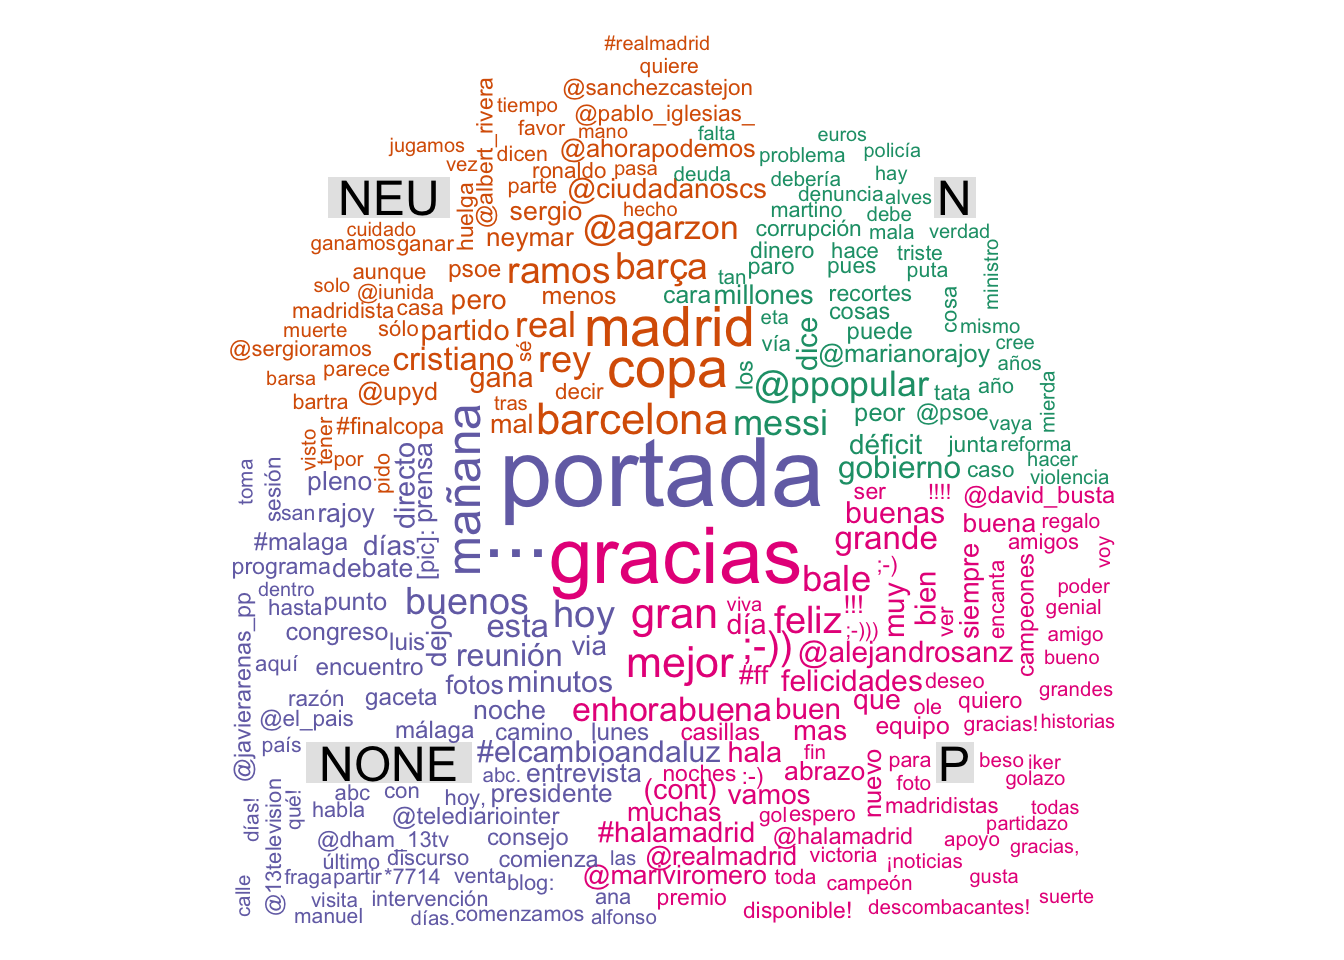 #realmadrid
quiere
@sanchezcastejon
tiempo
@pablo_iglesias_
@albert_rivera
favor mano falta euros
jugamos dicen @ahorapodemos problema policía
vez ronaldo pasa deuda debería hay
NEU parte @ciudadanoscs denuncia alves N
huelga sergio hecho martino debe
cuidado neymar @agarzon corrupción mala verdad
ganamos ganar dinero hace triste
aunque psoe ramos barça tan paro pues puta ministro
solo @iunida pero menos cara millones recortes cosa
madridista casa eta cosas
muerte sólo partido real madrid vía dice puede mismo
@sergioramos cristiano sé rey @marianorajoy cree
parece gana copa los años
barsa @upyd decir @ppopular tata año mierda
bartra tras peor @psoe
#finalcopa mal barcelona messi vaya
visto tener déficit junta reforma
por pido gobierno caso hacer
violencia
toma sesión pleno directo prensa mañana portada ser !!!! @david_busta
ssan rajoy buenas buena regalo
#malaga días [pic]: ... gracias grande amigos voy
programa debate bale ;-) siempre encanta campeones
dentro poder
hasta punto buenos hoy gran viva !!! muy bien ver genial
@javierarenas_pp congreso luis dejo esta día feliz ;-))) amigo
aquí encuentro reunión via mejor ;-)) @alejandrosanz bueno
fotos minutos #ff felicidades deseo
razón gaceta que quiero grandes
@el_pais noche enhorabuena buen ole
málaga camino lunes casillas mas equipo gracias! historias
país
NONE #elcambioandaluz hala fin para beso iker P
abc. entrevista noches :-) abrazo nuevo foto golazo
abc con hoy, presidente (cont) vamos
días! @13television qué! habla @telediariointer muchas gol espero madridistas todas
partidazo
@dham_13tv consejo #halamadrid @halamadrid apoyo gracias,
último discurso comienza las @realmadrid victoria ¡noticias
calle fraga partir *7714 venta blog: @mariviromero toda campeón gusta
visita intervención ana premio suerte
manuel días. comenzamos alfonso disponible! descombacantes!